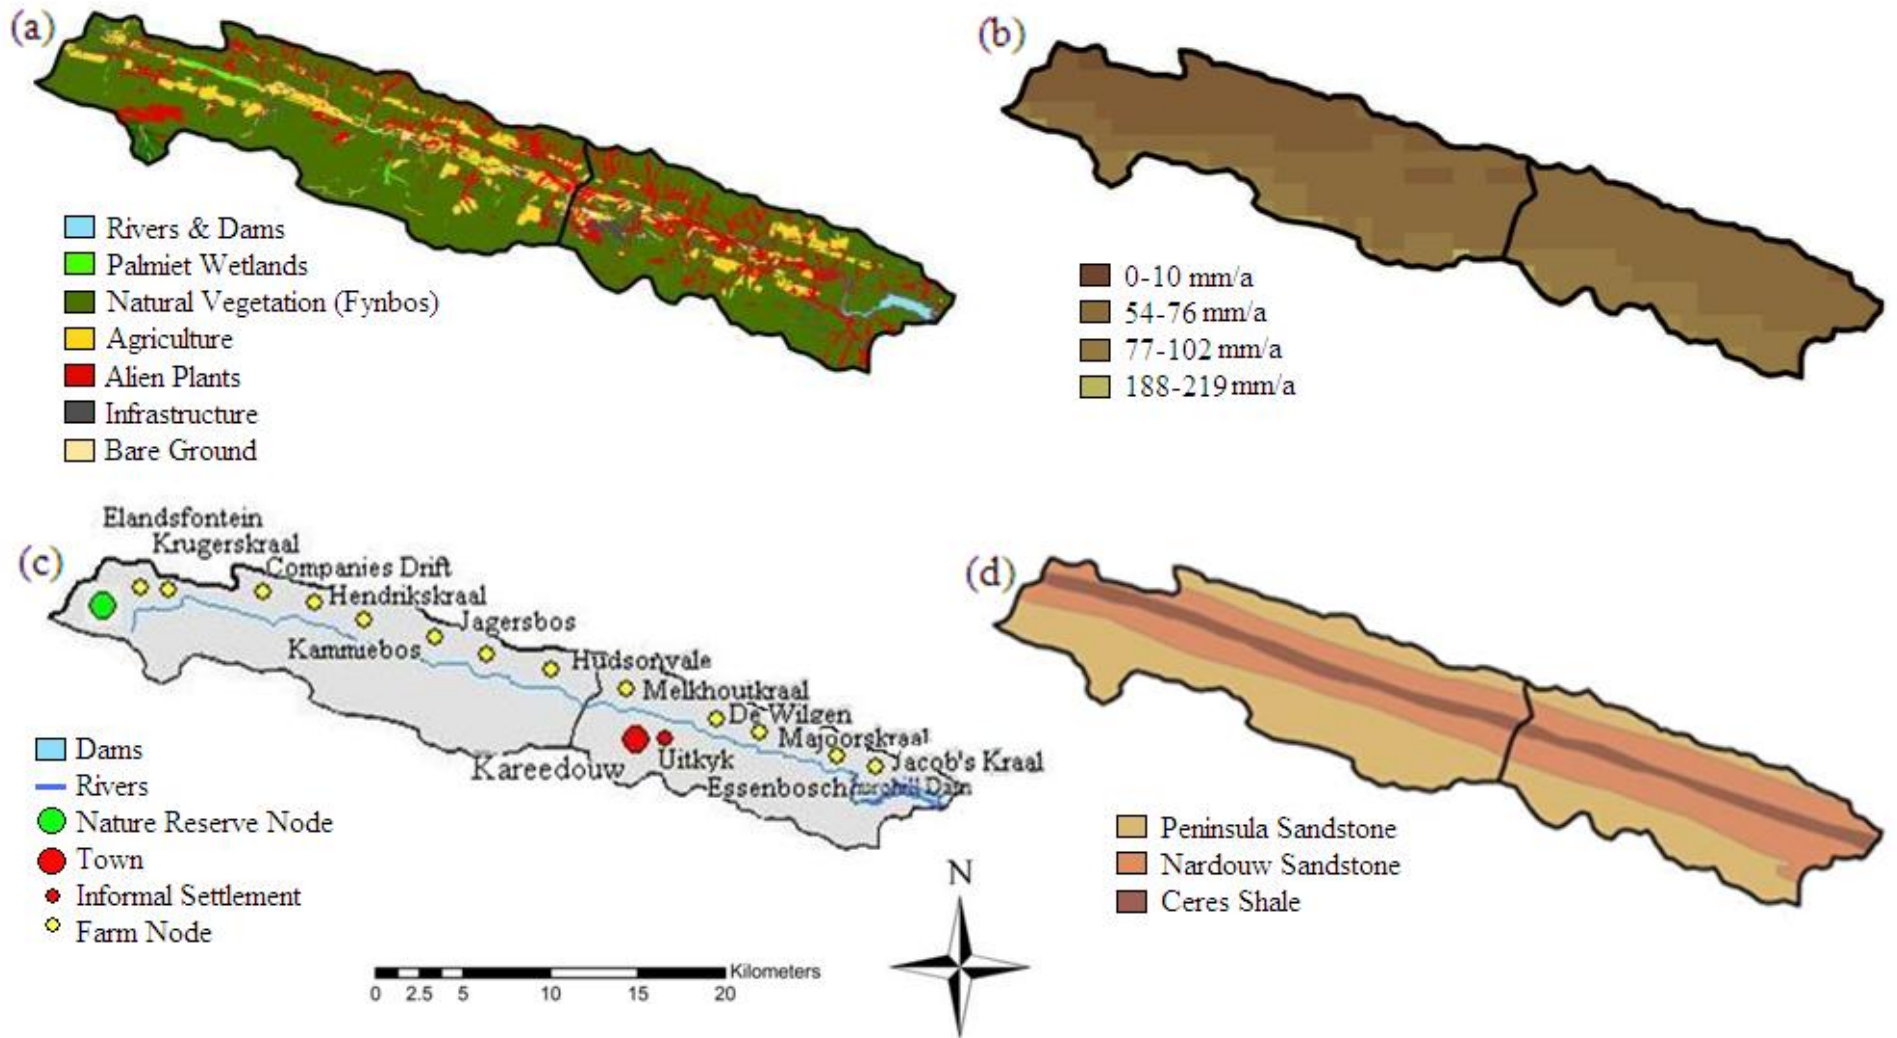 (a)
Rivers & Dams
Palmiet Wetlands
Natural Vegetation (Fynbos)
Agriculture
Alien Plants
Infrastructure
Bare Ground
(b)
0-10 mm/a
54-76 mm/a
77-102 mm/a
188-219 mm/a
(c)
Elandsfontein
Krugerskraal
Companies Drift
Hendrikskraal
Jagersbos
Kammiebos
Hudsonvale
Melkhoutkraal
De Wilgen
Majoorskraal
Jacob's Kraal
Uitkyk
Kareedouw
Essenbosch
Dam
Dams
Rivers
Nature Reserve Node
Town
Informal Settlement
Farm Node
0 2.5 5 10 15 20
Kilometers
N
(d)
Peninsula Sandstone
Nardouw Sandstone
Ceres Shale